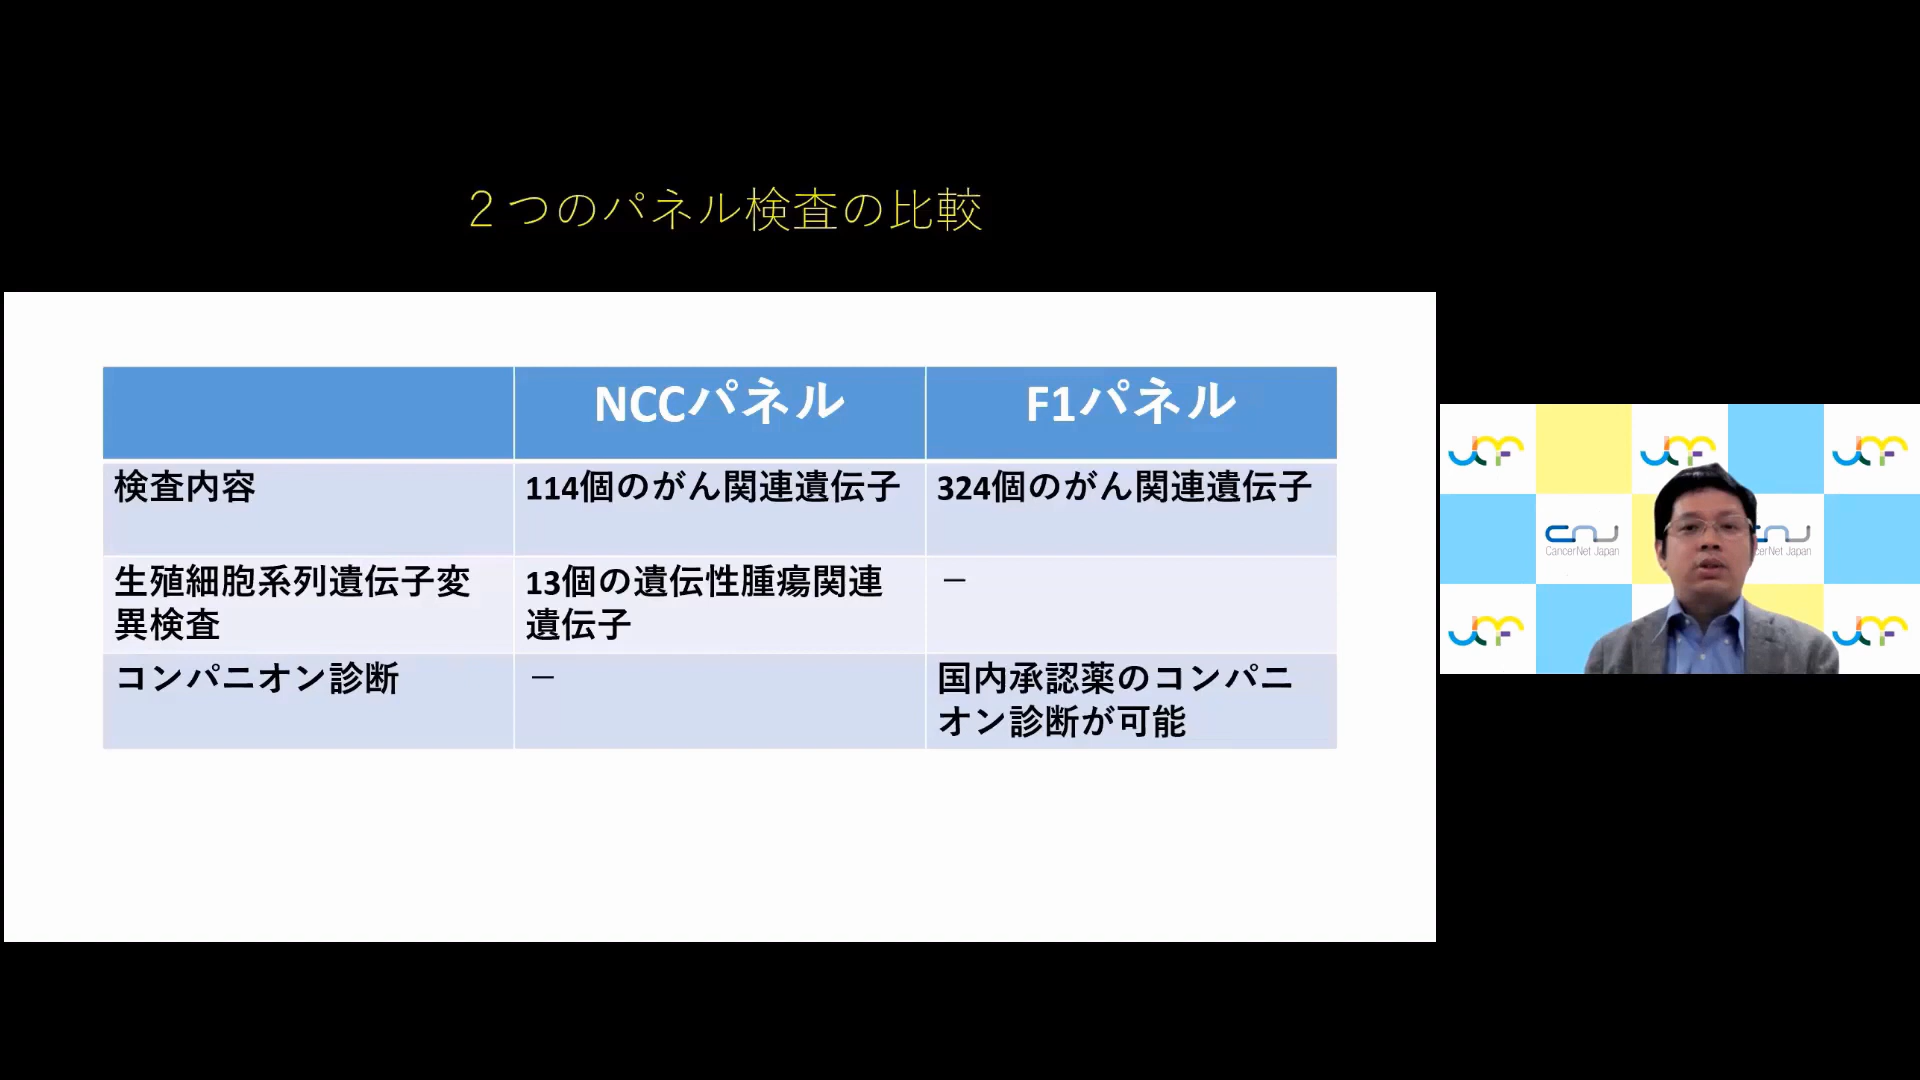 ２つのパネル検査の比較
NCCパネル
F1パネル
検査内容
114個のがん関連遺伝子
324個のがん関連遺伝子
生殖細胞系列遺伝子変
異検査
13個の遺伝性腫瘍関連
遺伝子
－
コンパニオン診断
－
国内承認薬のコンパニ
オン診断が可能
cnj
CancerNet Japan
cnj
cerNet Japan